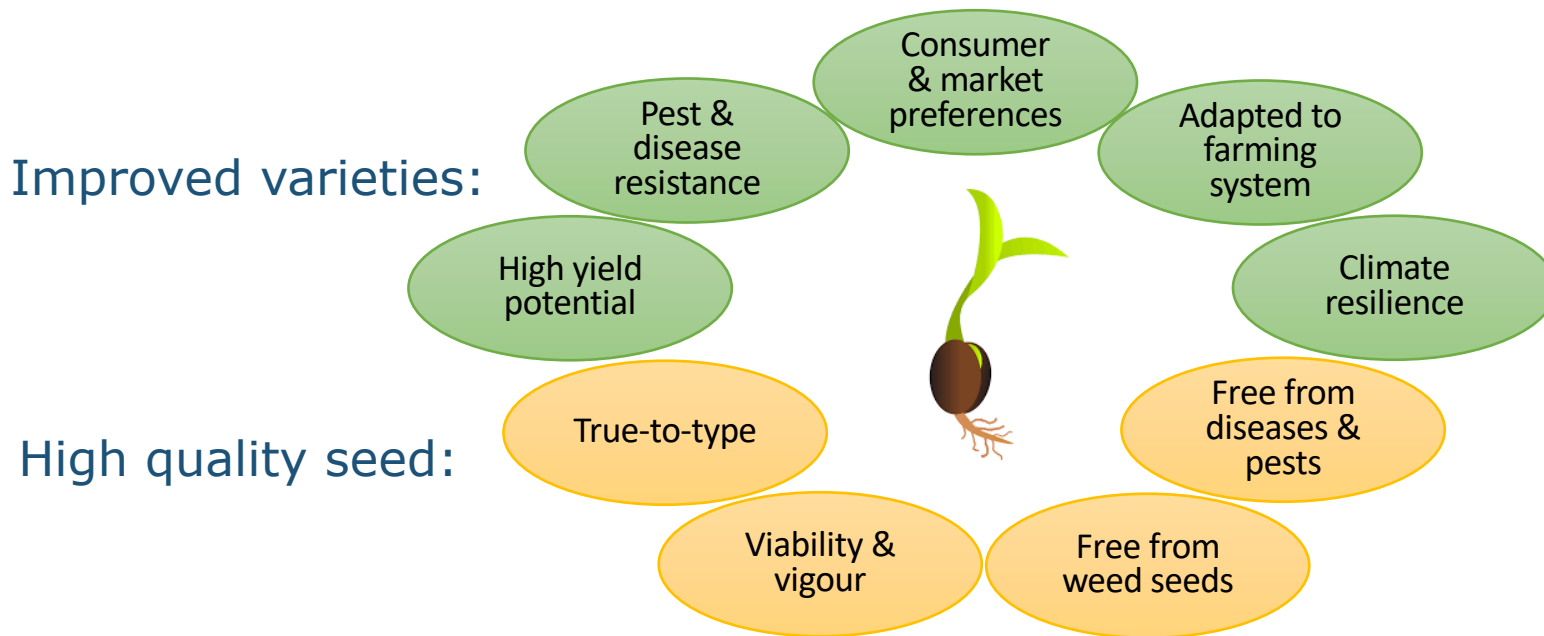 Improved varieties:
High yield
potential
Pest &
disease
resistance
Consumer
& market
preferences
Adapted to
farming
system
Climate
resilience
High quality seed:
True-to-type
Viability &
vigour
Free from
weed seeds
Free from
diseases &
pests